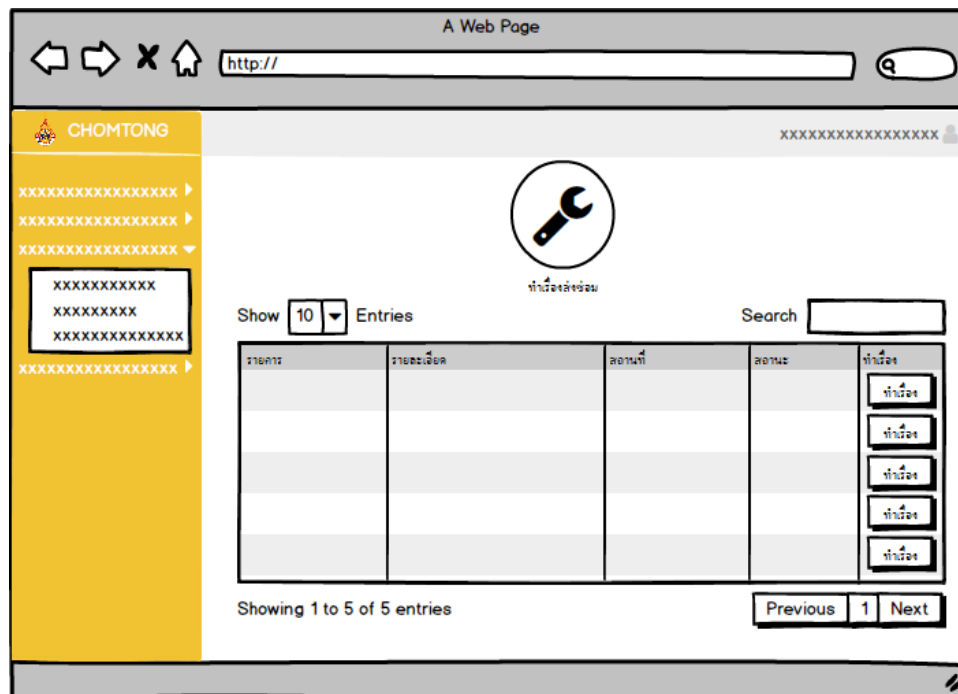 A Web Page
http://
CHOMTONG
xxxxxxxxxxxxxxxxx
xxxxxxxxxxxxxxxxx
xxxxxxxxxxxxxxxxx
xxxxxxxxxxxxxxxxx
ทำเรื่องส่งซ่อม
xxxxxxxxxxx
xxxxxxxxx
xxxxxxxxxxxxxx
xxxxxxxxxxxxxxxxx
Show 10 Entries Search
รายการ รายละเอียด สถานที่ สถานะ ทำเรื่อง
ทำเรื่อง
ทำเรื่อง
ทำเรื่อง
ทำเรื่อง
ทำเรื่อง
Showing 1 to 5 of 5 entries Previous 1 Next